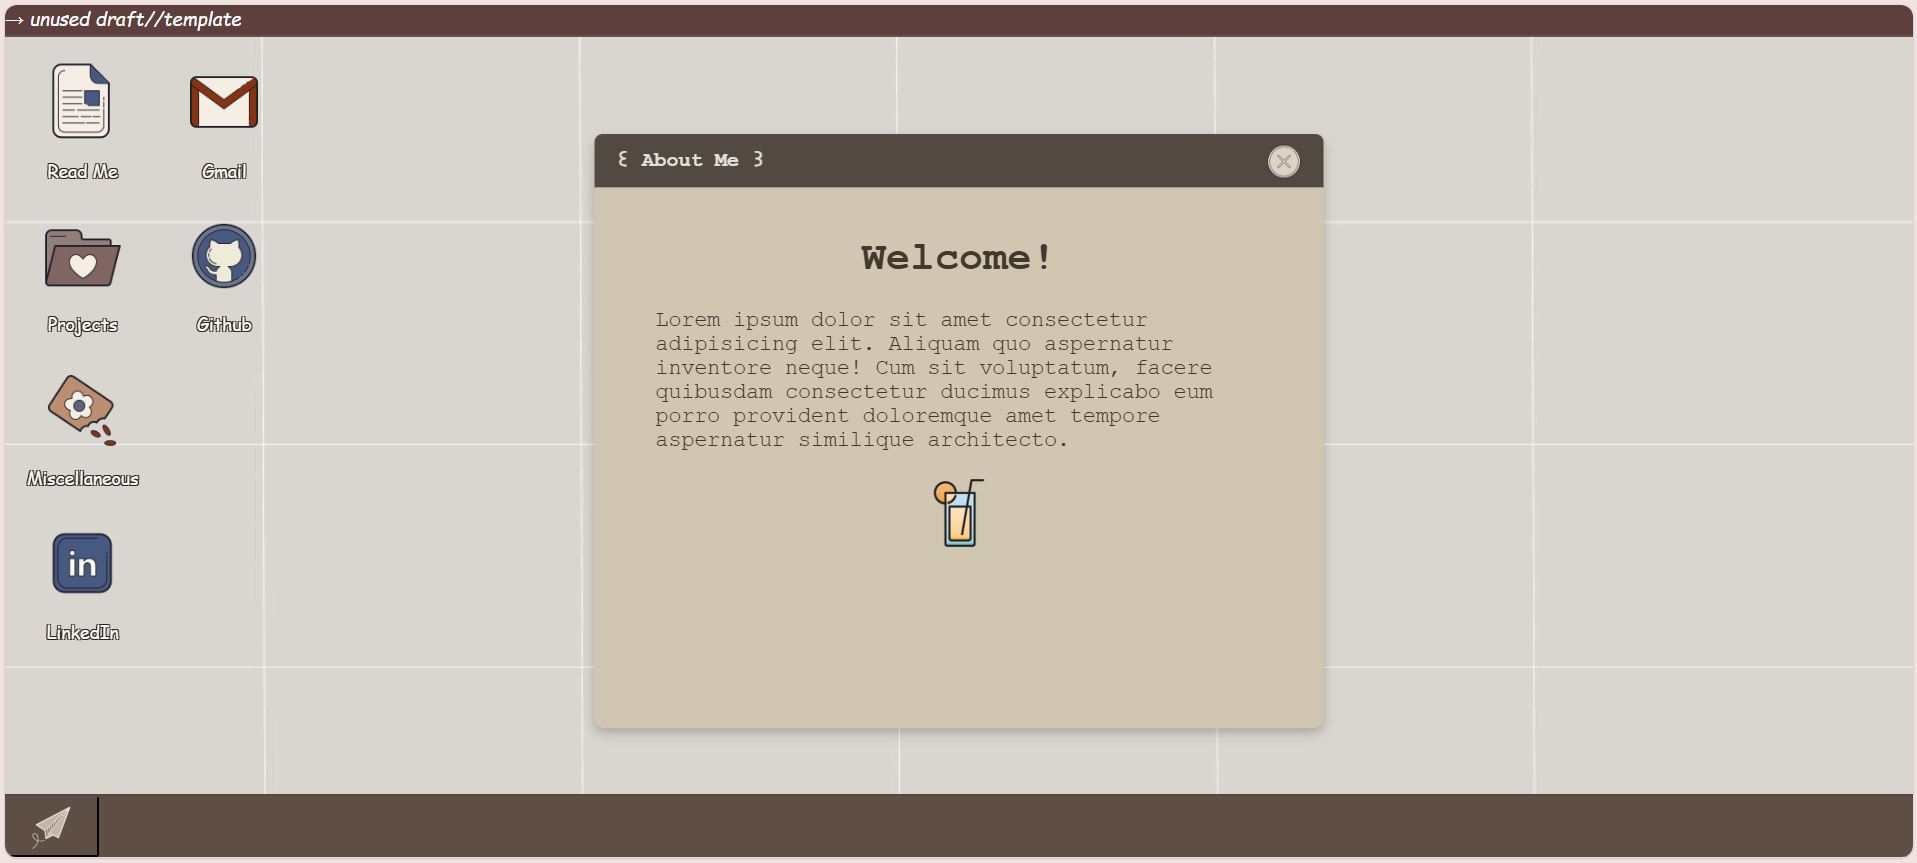 → unused draft//template
Read Me
Gmail
Projects
Github
Miscellaneous
in
LinkedIn
꒰ About Me ꒱
Welcome!
Lorem ipsum dolor sit amet consectetur
adipisicing elit. Aliquam quo aspernatur
inventore neque! Cum sit voluptatum, facere
quibusdam consectetur ducimus explicabo eum
porro provident doloremque amet tempore
aspernatur similique architecto.